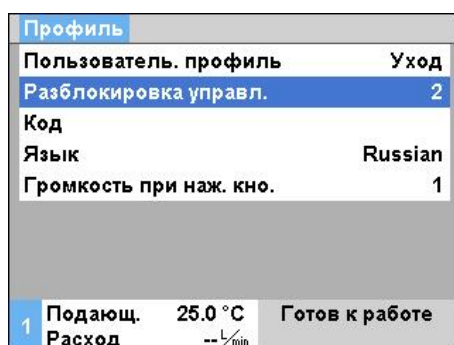 Профиль
Пользователь. профиль Уход
Разблокировка управл. 2
Код
Язык Russian
Громкость при наж. кно. 1
1 Подающ. 25.0 °C Готов к работе
Расход -- L/min